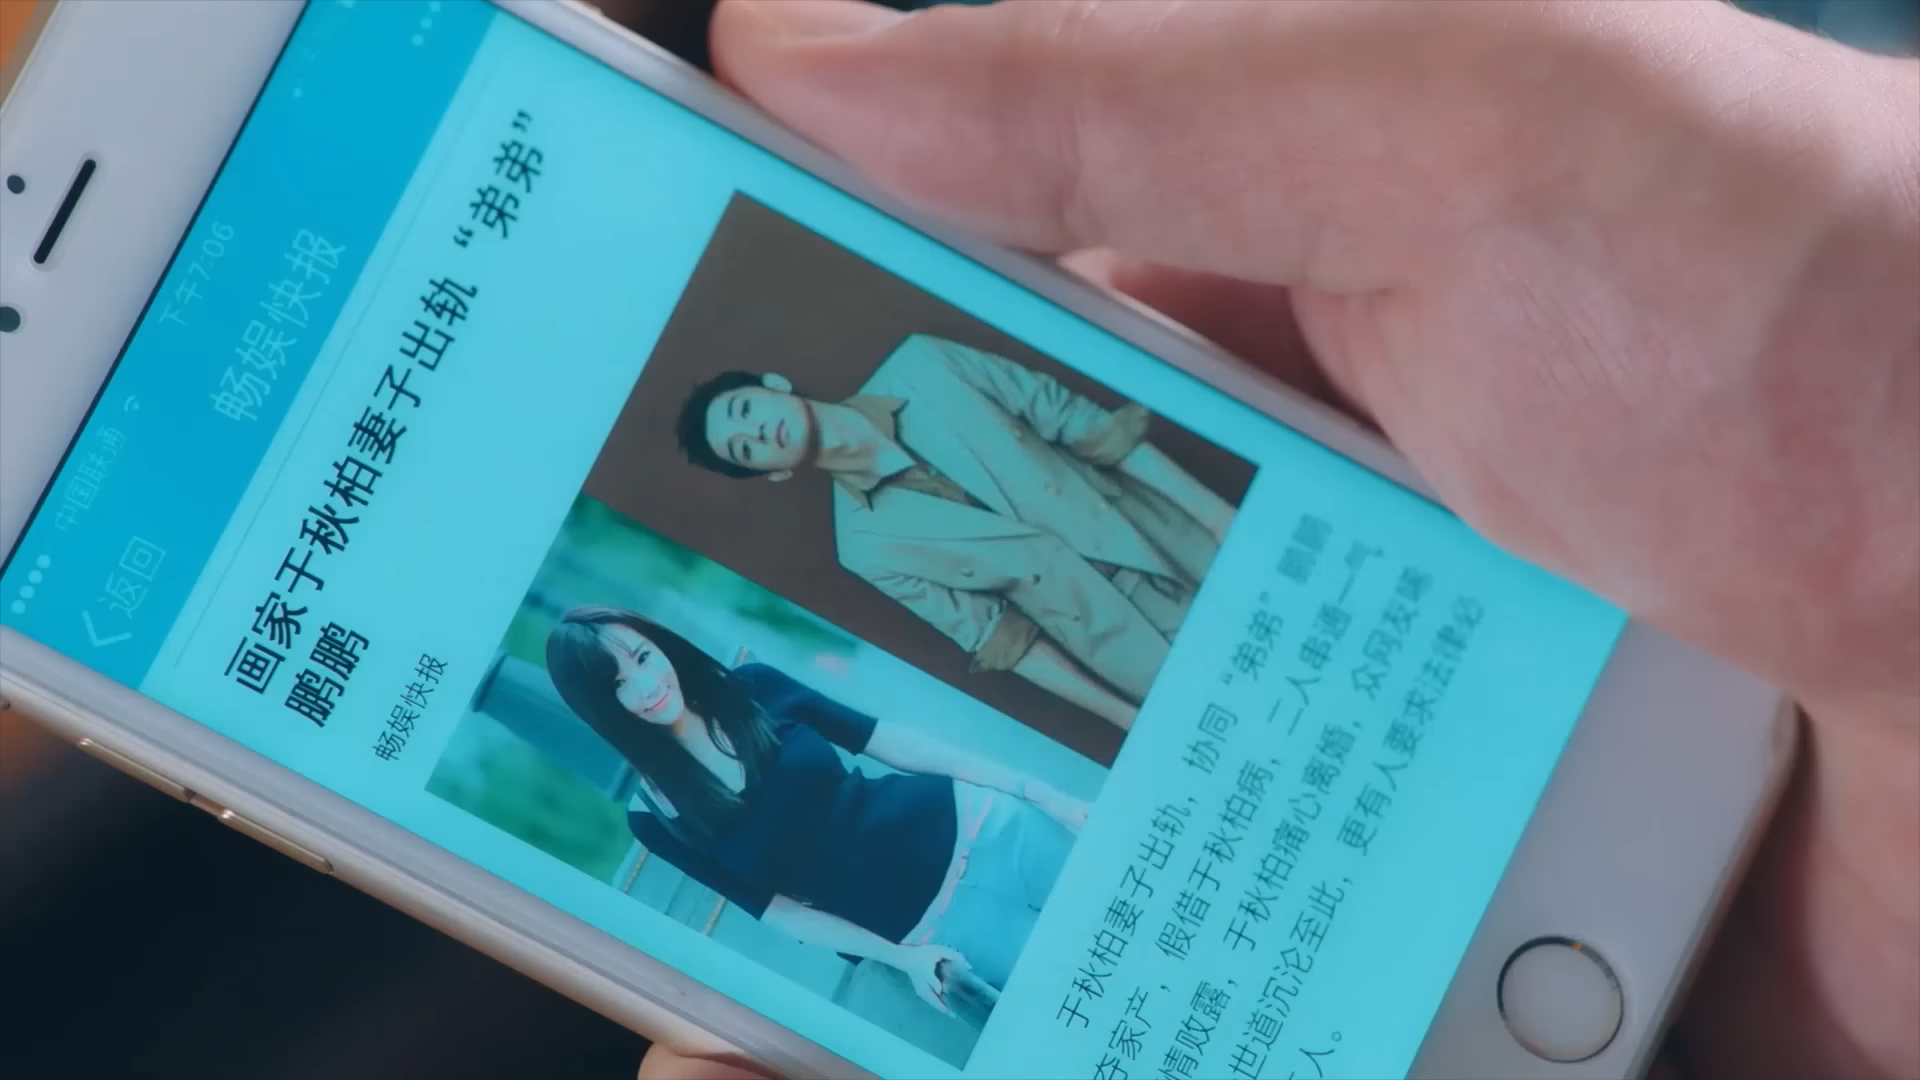 中国联通
下午7:06
返回
畅娱快报
画家于秋柏妻子出轨“弟弟”
鹏鹏
畅娱快报
于秋柏妻子出轨,协同“弟弟”
夺家产,假借于秋柏病,二人串通一气
情败露,于秋柏痛心离婚,众网友唏
世道沉沦至此,更有人要求法律必
人。